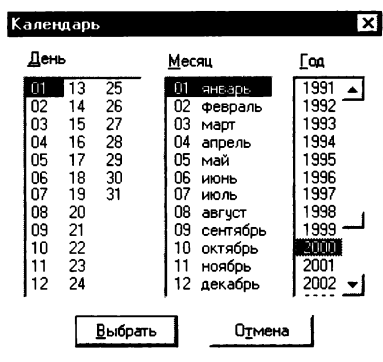 Календарь
День Месяц Год
01 13 25 01 январь 1991
02 14 26 02 февраль 1992
03 15 27 03 март 1993
04 16 28 04 апрель 1994
05 17 29 05 май 1995
06 18 30 06 июнь 1996
07 19 31 07 июль 1997
08 20 08 август 1998
09 21 09 сентябрь 1999
10 22 10 октябрь 2000
11 23 11 ноябрь 2001
12 24 12 декабрь 2002
Выбрать Отмена